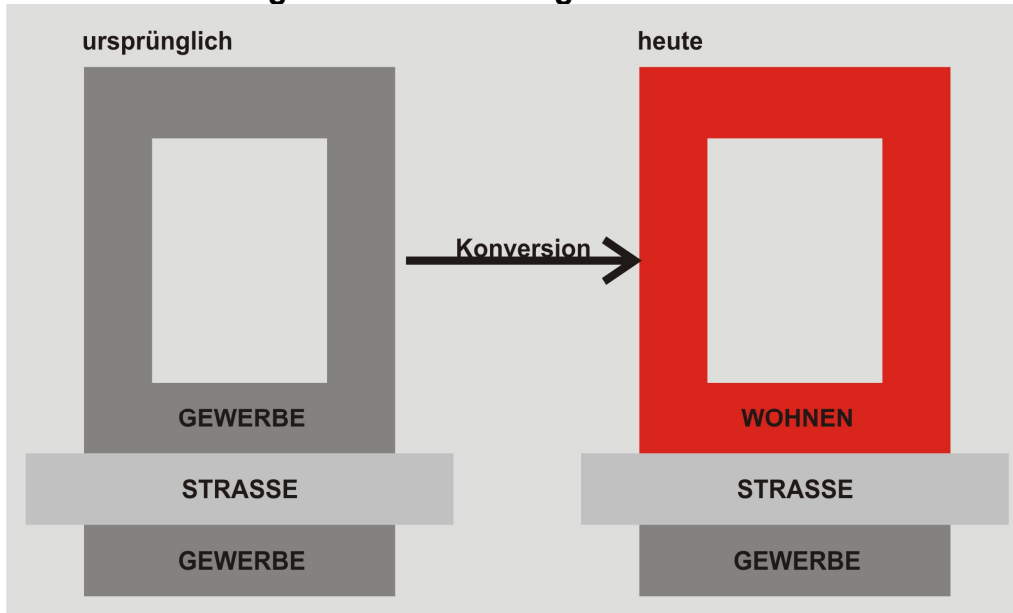 ursprünglich
heute
Konversion
GEWERBE
WOHNEN
STRASSE
STRASSE
GEWERBE
GEWERBE